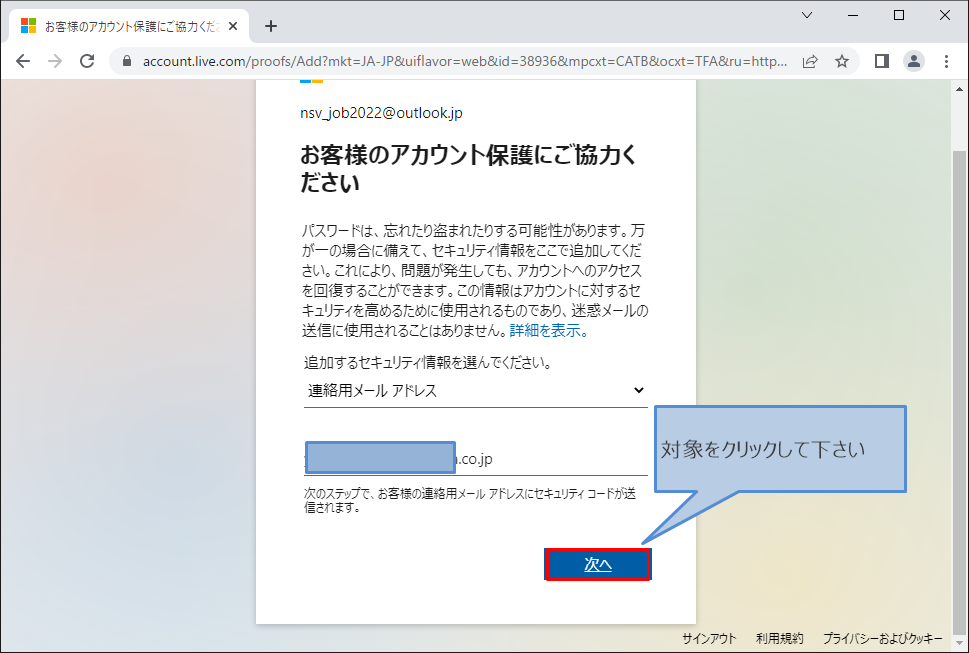 お客様のアカウント保護にご協力くださ
account.live.com/proofs/Add?mkt=JA-JP&uiflavor=web&id=38936&mpcxt=CATB&ocxt=TFA&ru=http...
nsv_job2022@outlook.jp
お客様のアカウント保護にご協力く
ださい
パスワードは、忘れたり盗まれたりする可能性があります。万
が一の場合に備えて、セキュリティ情報をここで追加してくだ
さい。これにより、問題が発生しても、アカウントへのアクセス
を回復することができます。この情報はアカウントに対するセ
キュリティを高めるために使用されるものであり、迷惑メールの
送信に使用されることはありません。詳細を表示。
追加するセキュリティ情報を選んでください。
連絡用メール アドレス
対象をクリックして下さい
.co.jp
次のステップで、お客様の連絡用メール アドレスにセキュリティ コードが送
信されます。
次へ
サインアウト 利用規約 プライバシーおよびクッキー